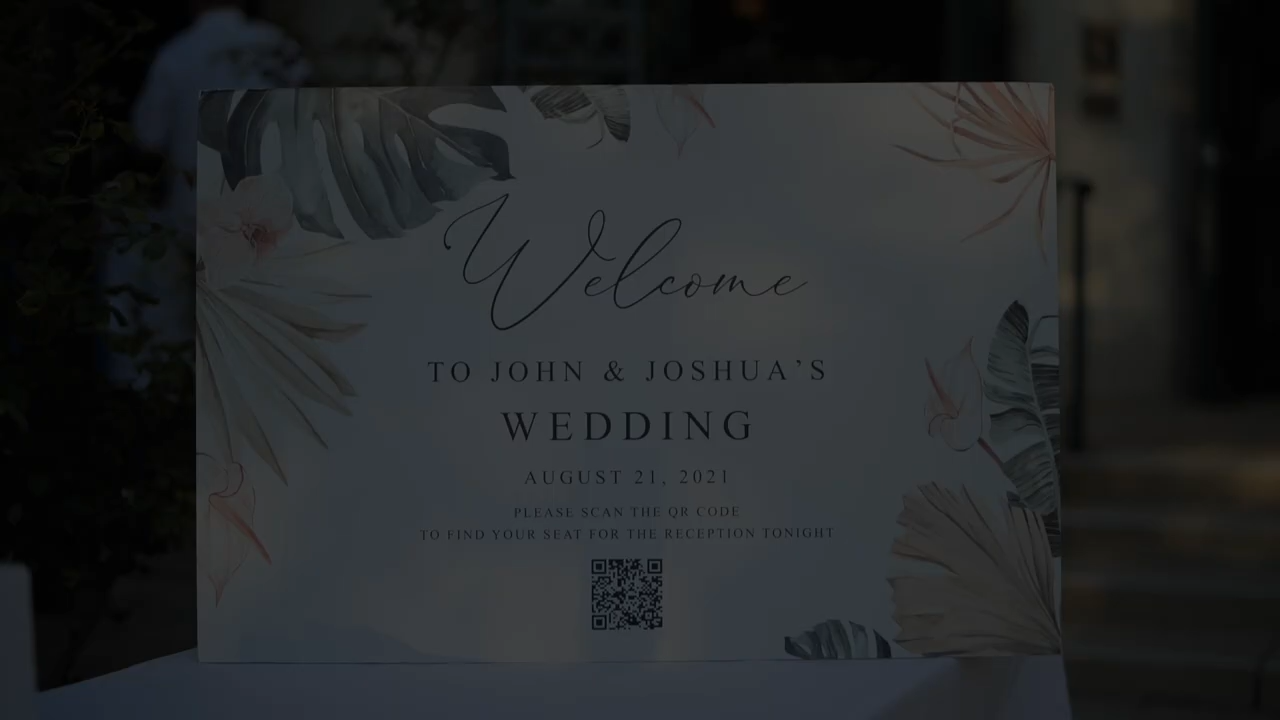 Welcome
TO JOHN & JOSHUA’S
WEDDING
AUGUST 21, 2021
PLEASE SCAN THE QR CODE
TO FIND YOUR SEAT FOR THE RECEPTION TONIGHT